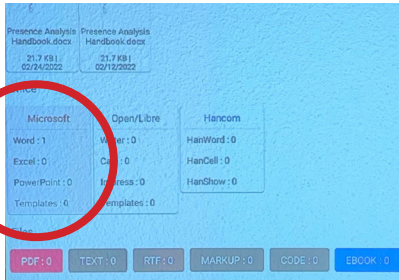 Presence Analysis Presence Analysis
Handbook.docx Handbook.docx
21.7 KB | 21.7 KB |
02/24/2022 02/12/2022
Microsoft Open/Libre Hancom
Word : 1 Writer : 0 HanWord : 0
Excel : 0 Calc : 0 HanCell : 0
PowerPoint : 0 Impress : 0 HanShow : 0
Templates : 0 Templates : 0
Files
PDF : 0 TEXT : 0 RTF : 0 MARKUP : 0 CODE : 0 EBOOK : 0